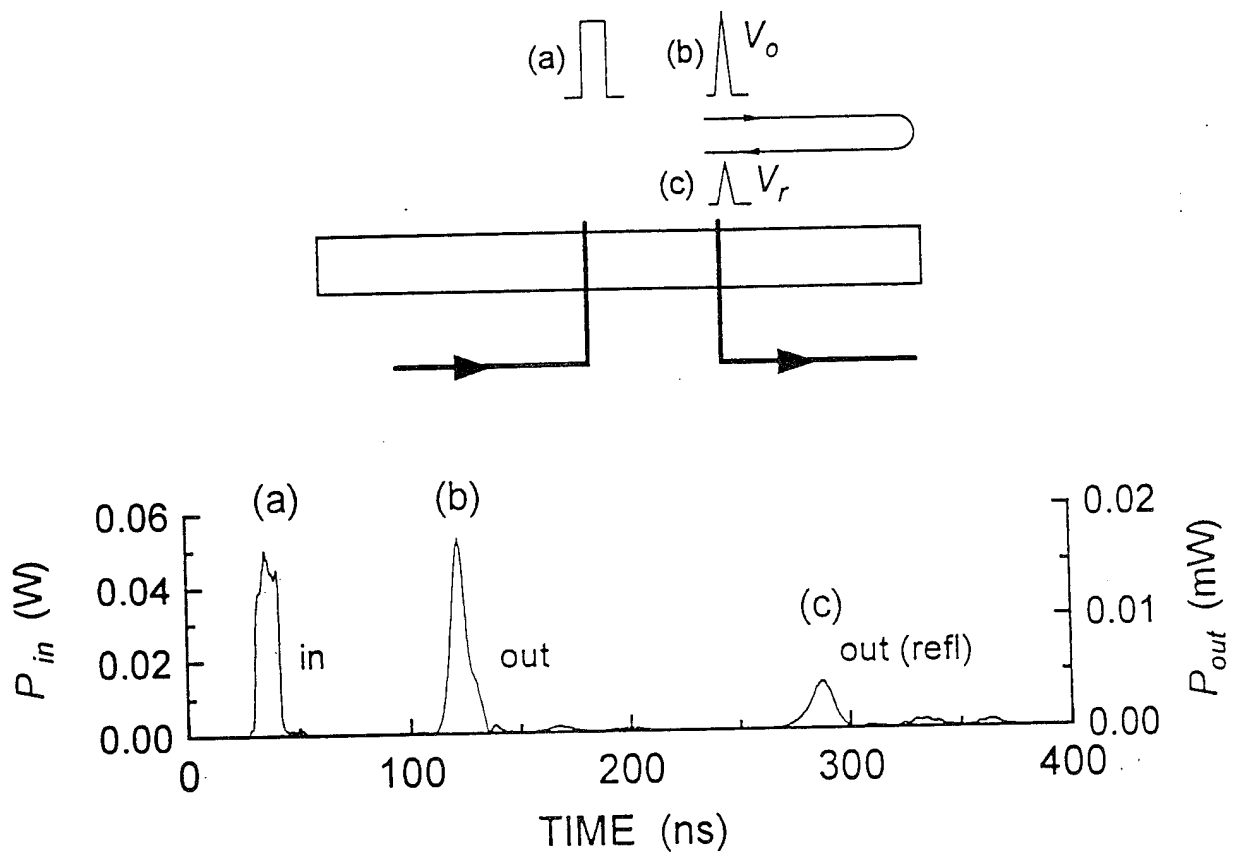 (a)
(b) V_o
(c) V_r
(a)
(b)
(c)
in
out
out (refl)
P_in (W)
0.06
0.04
0.02
0.00
P_out (mW)
0.02
0.01
0.00
0
100
200
300
400
TIME (ns)